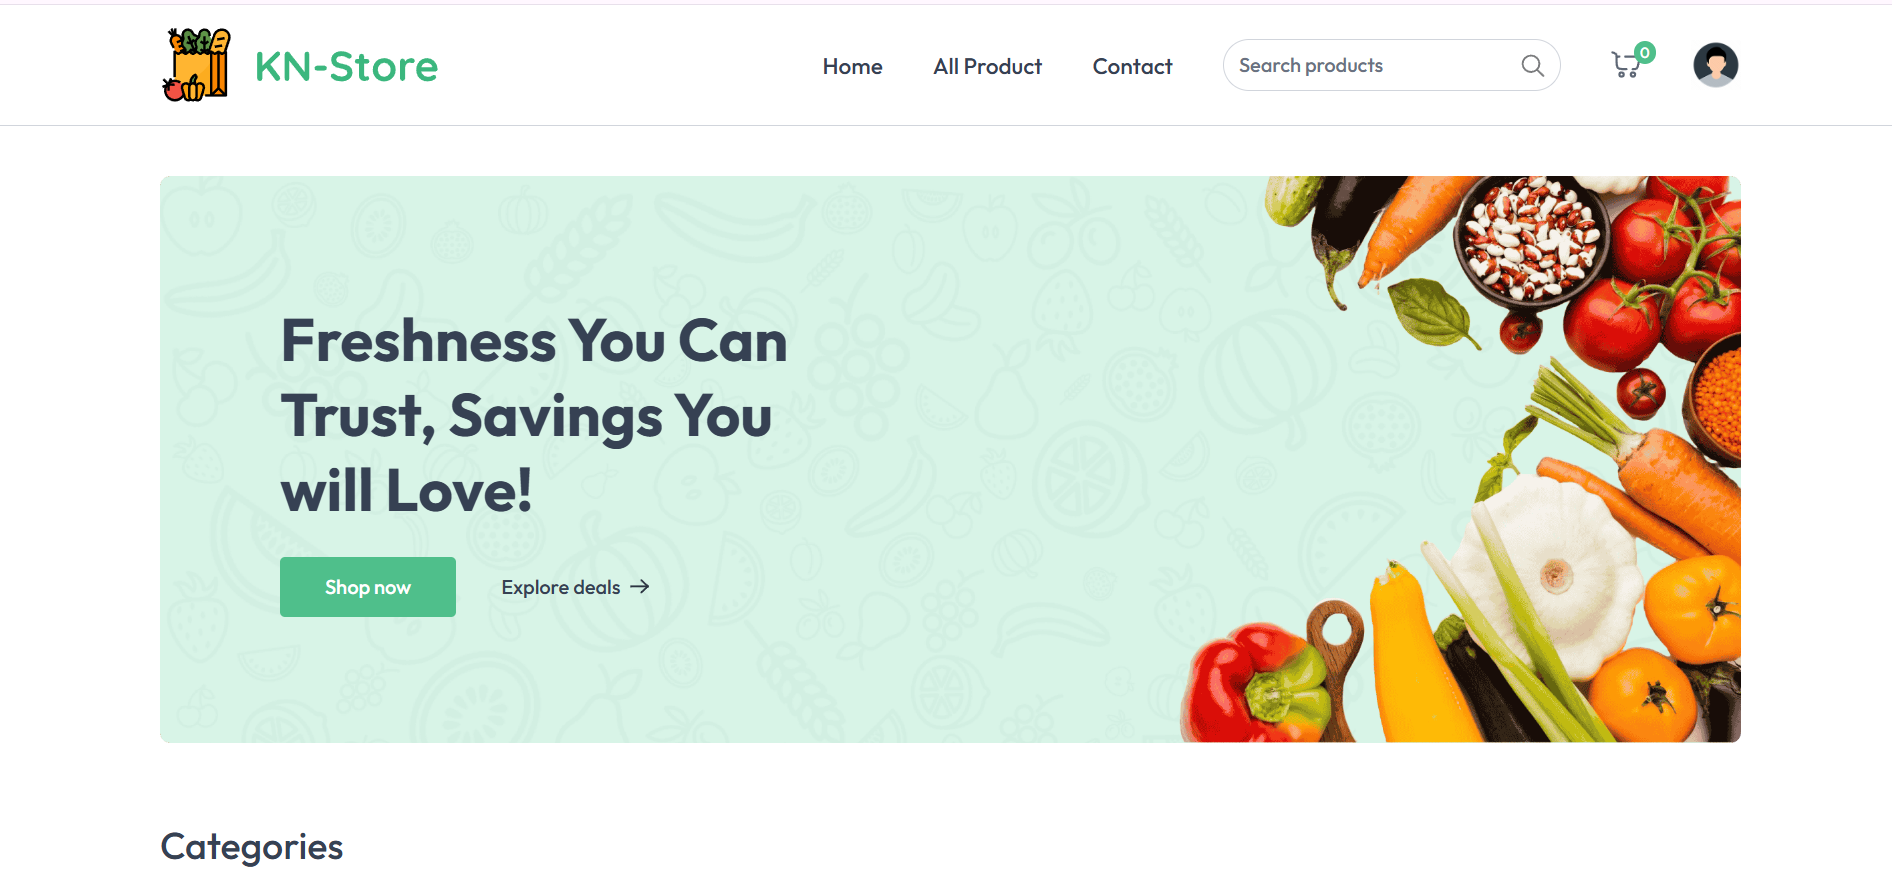 KN-Store
Home
All Product
Contact
Search products
0
Freshness You Can
Trust, Savings You
will Love!
Shop now
Explore deals →
Categories